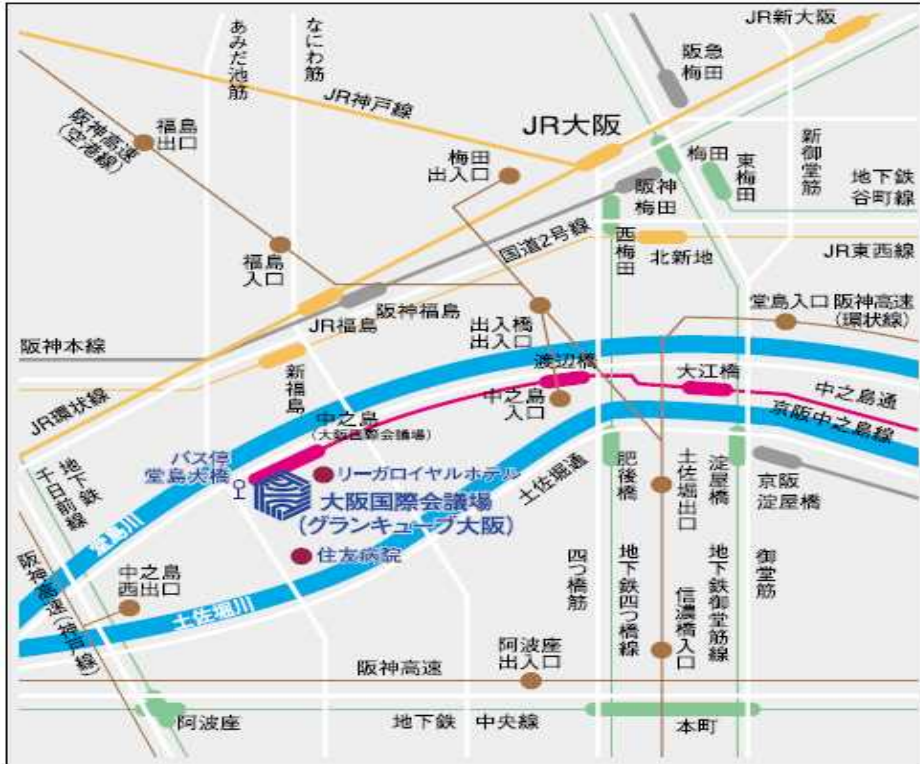 JR新大阪
あみだ池筋
なにわ筋
阪急
梅田
JR神戸線
JR大阪
阪神高速
(空港線)
福島
出口
梅田
出入口
梅田
東梅田
新御堂筋
地下鉄
谷町線
阪神
梅田
西梅田
国道2号線
北新地
JR東西線
福島
入口
JR福島
阪神福島
出入橋
出入口
堂島入口
阪神高速
(環状線)
阪神本線
新福島
渡辺橋
大江橋
中之島
入口
中之島通
京阪中之島線
JR環状線
中之島
(大阪国際会議場)
バス停
堂島大橋
リーガロイヤルホテル
大阪国際会議場
(グランキューブ大阪)
住友病院
土佐堀通
肥後橋
土佐堀出口
淀屋橋
京阪
淀屋橋
地下鉄
千日前線
堂島川
土佐堀川
中之島
西出口
阪神高速(神戸線)
四つ橋筋
地下鉄四つ橋線
信濃橋入口
地下鉄御堂筋線
御堂筋
阪神高速
阿波座
出入口
阿波座
地下鉄
中央線
本町